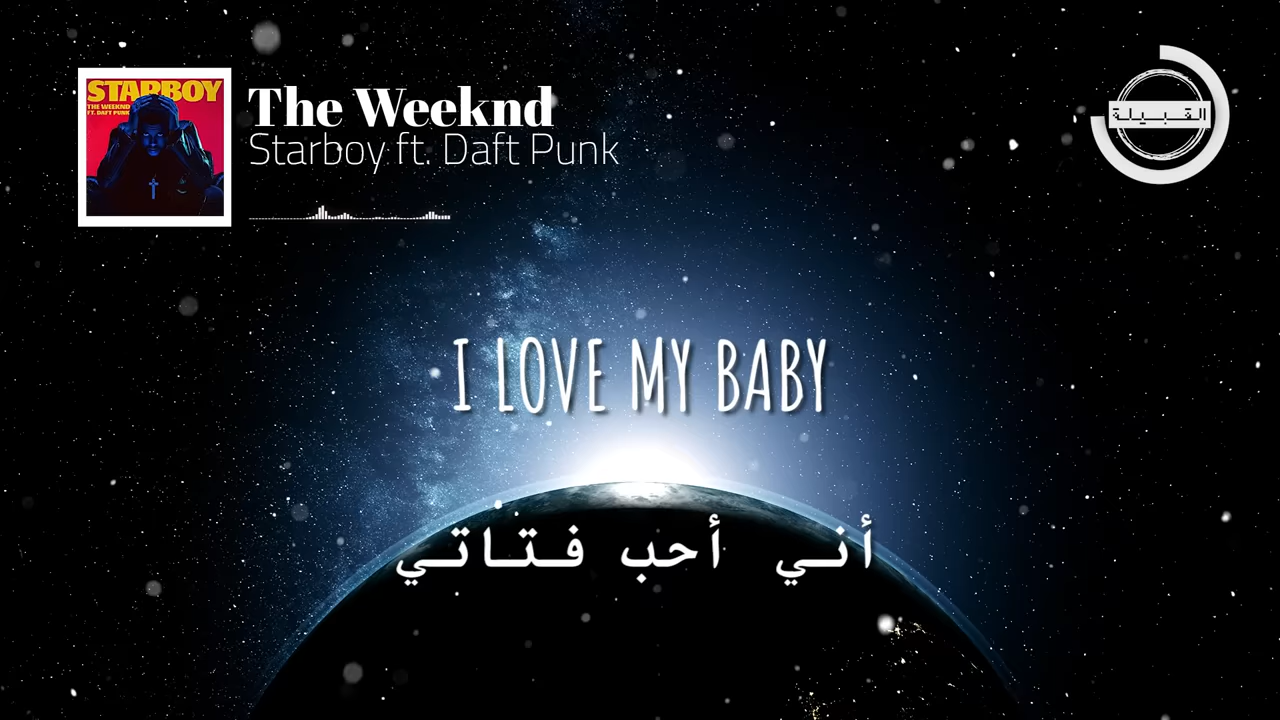 STARBOY
THE WEEKND
FT. DAFT PUNK
The Weeknd
Starboy ft. Daft Punk
القبيلة
I LOVE MY BABY
أني أحب فتاتي